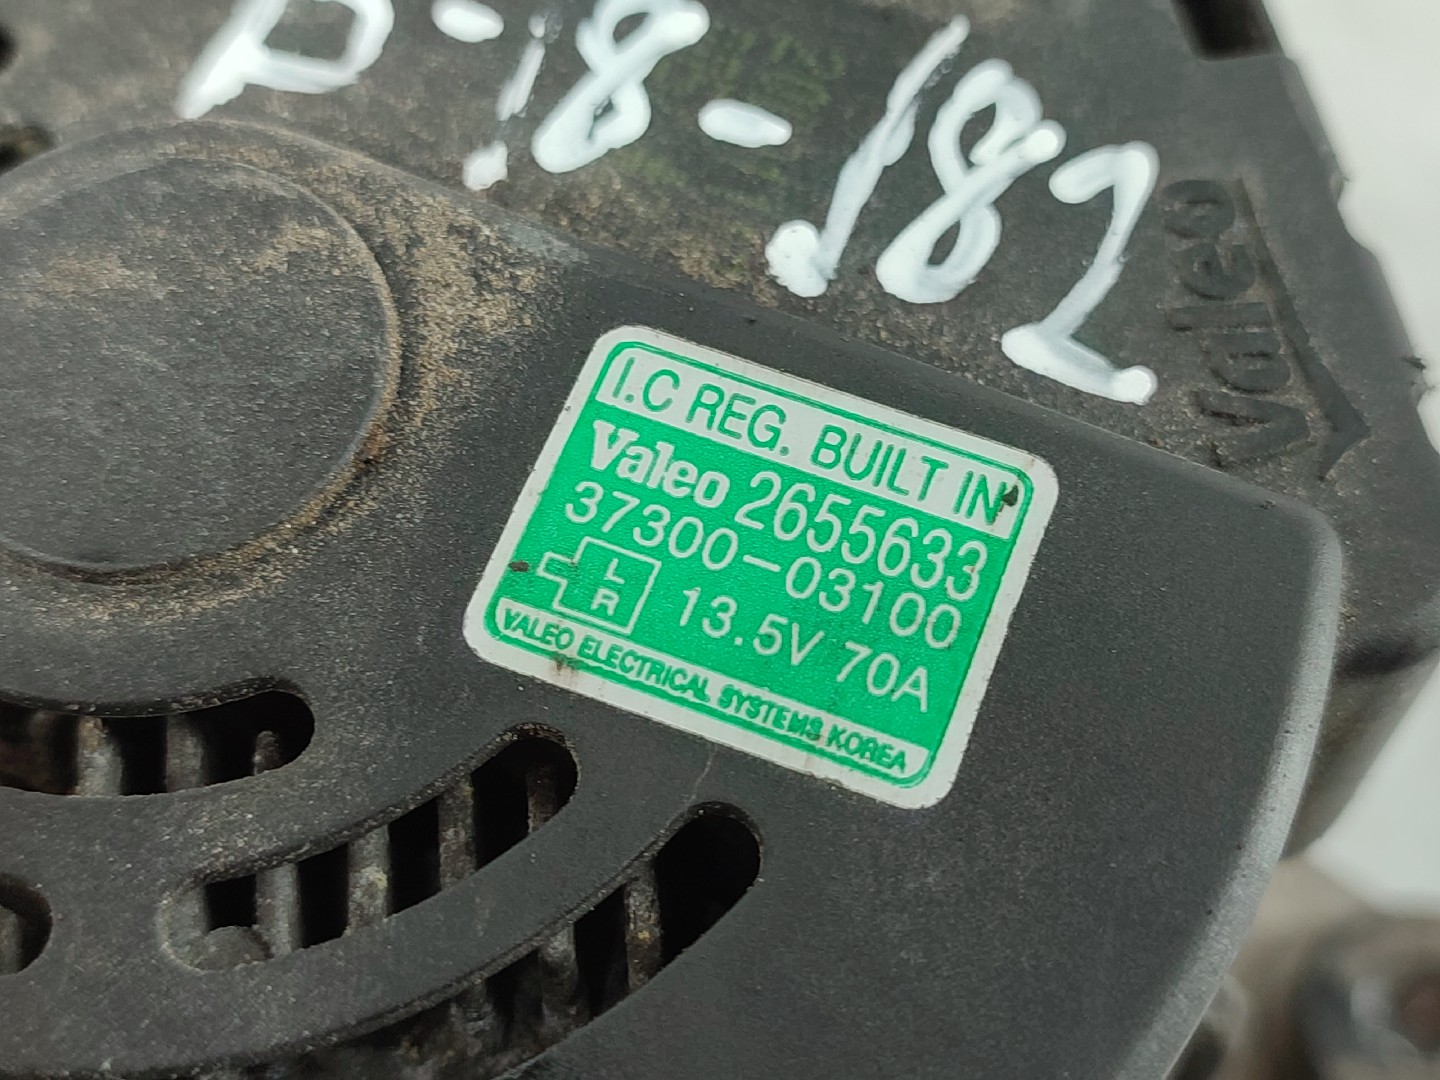 P-18-182
Valeo
I.C REG. BUILT IN
Valeo 2655633
37300-03100
L
R
13.5V 70A
VALEO ELECTRICAL SYSTEMS KOREA